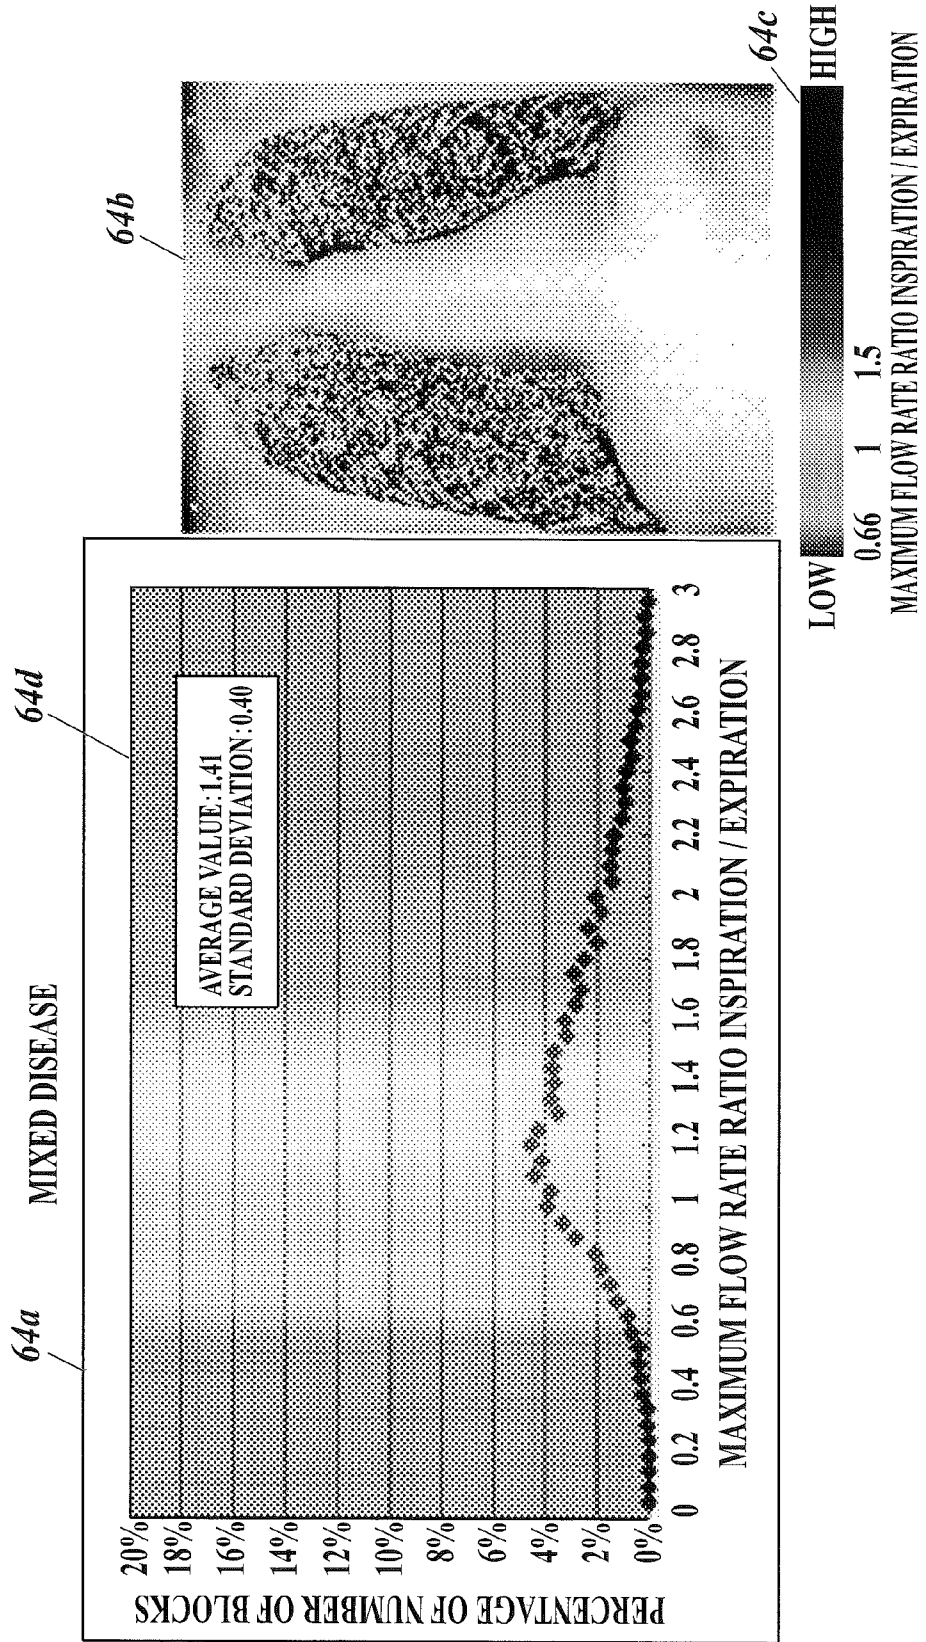 MIXED DISEASE
64a
64d
64b
64c
PERCENTAGE OF NUMBER OF BLOCKS
20%
18%
16%
14%
12%
10%
8%
6%
4%
2%
0%
AVERAGE VALUE:1.41
STANDARD DEVIATION:0.40
0 0.2 0.4 0.6 0.8 1 1.2 1.4 1.6 1.8 2 2.2 2.4 2.6 2.8 3
MAXIMUM FLOW RATE RATIO INSPIRATION / EXPIRATION
LOW HIGH
0.66 1 1.5
MAXIMUM FLOW RATE RATIO INSPIRATION / EXPIRATION